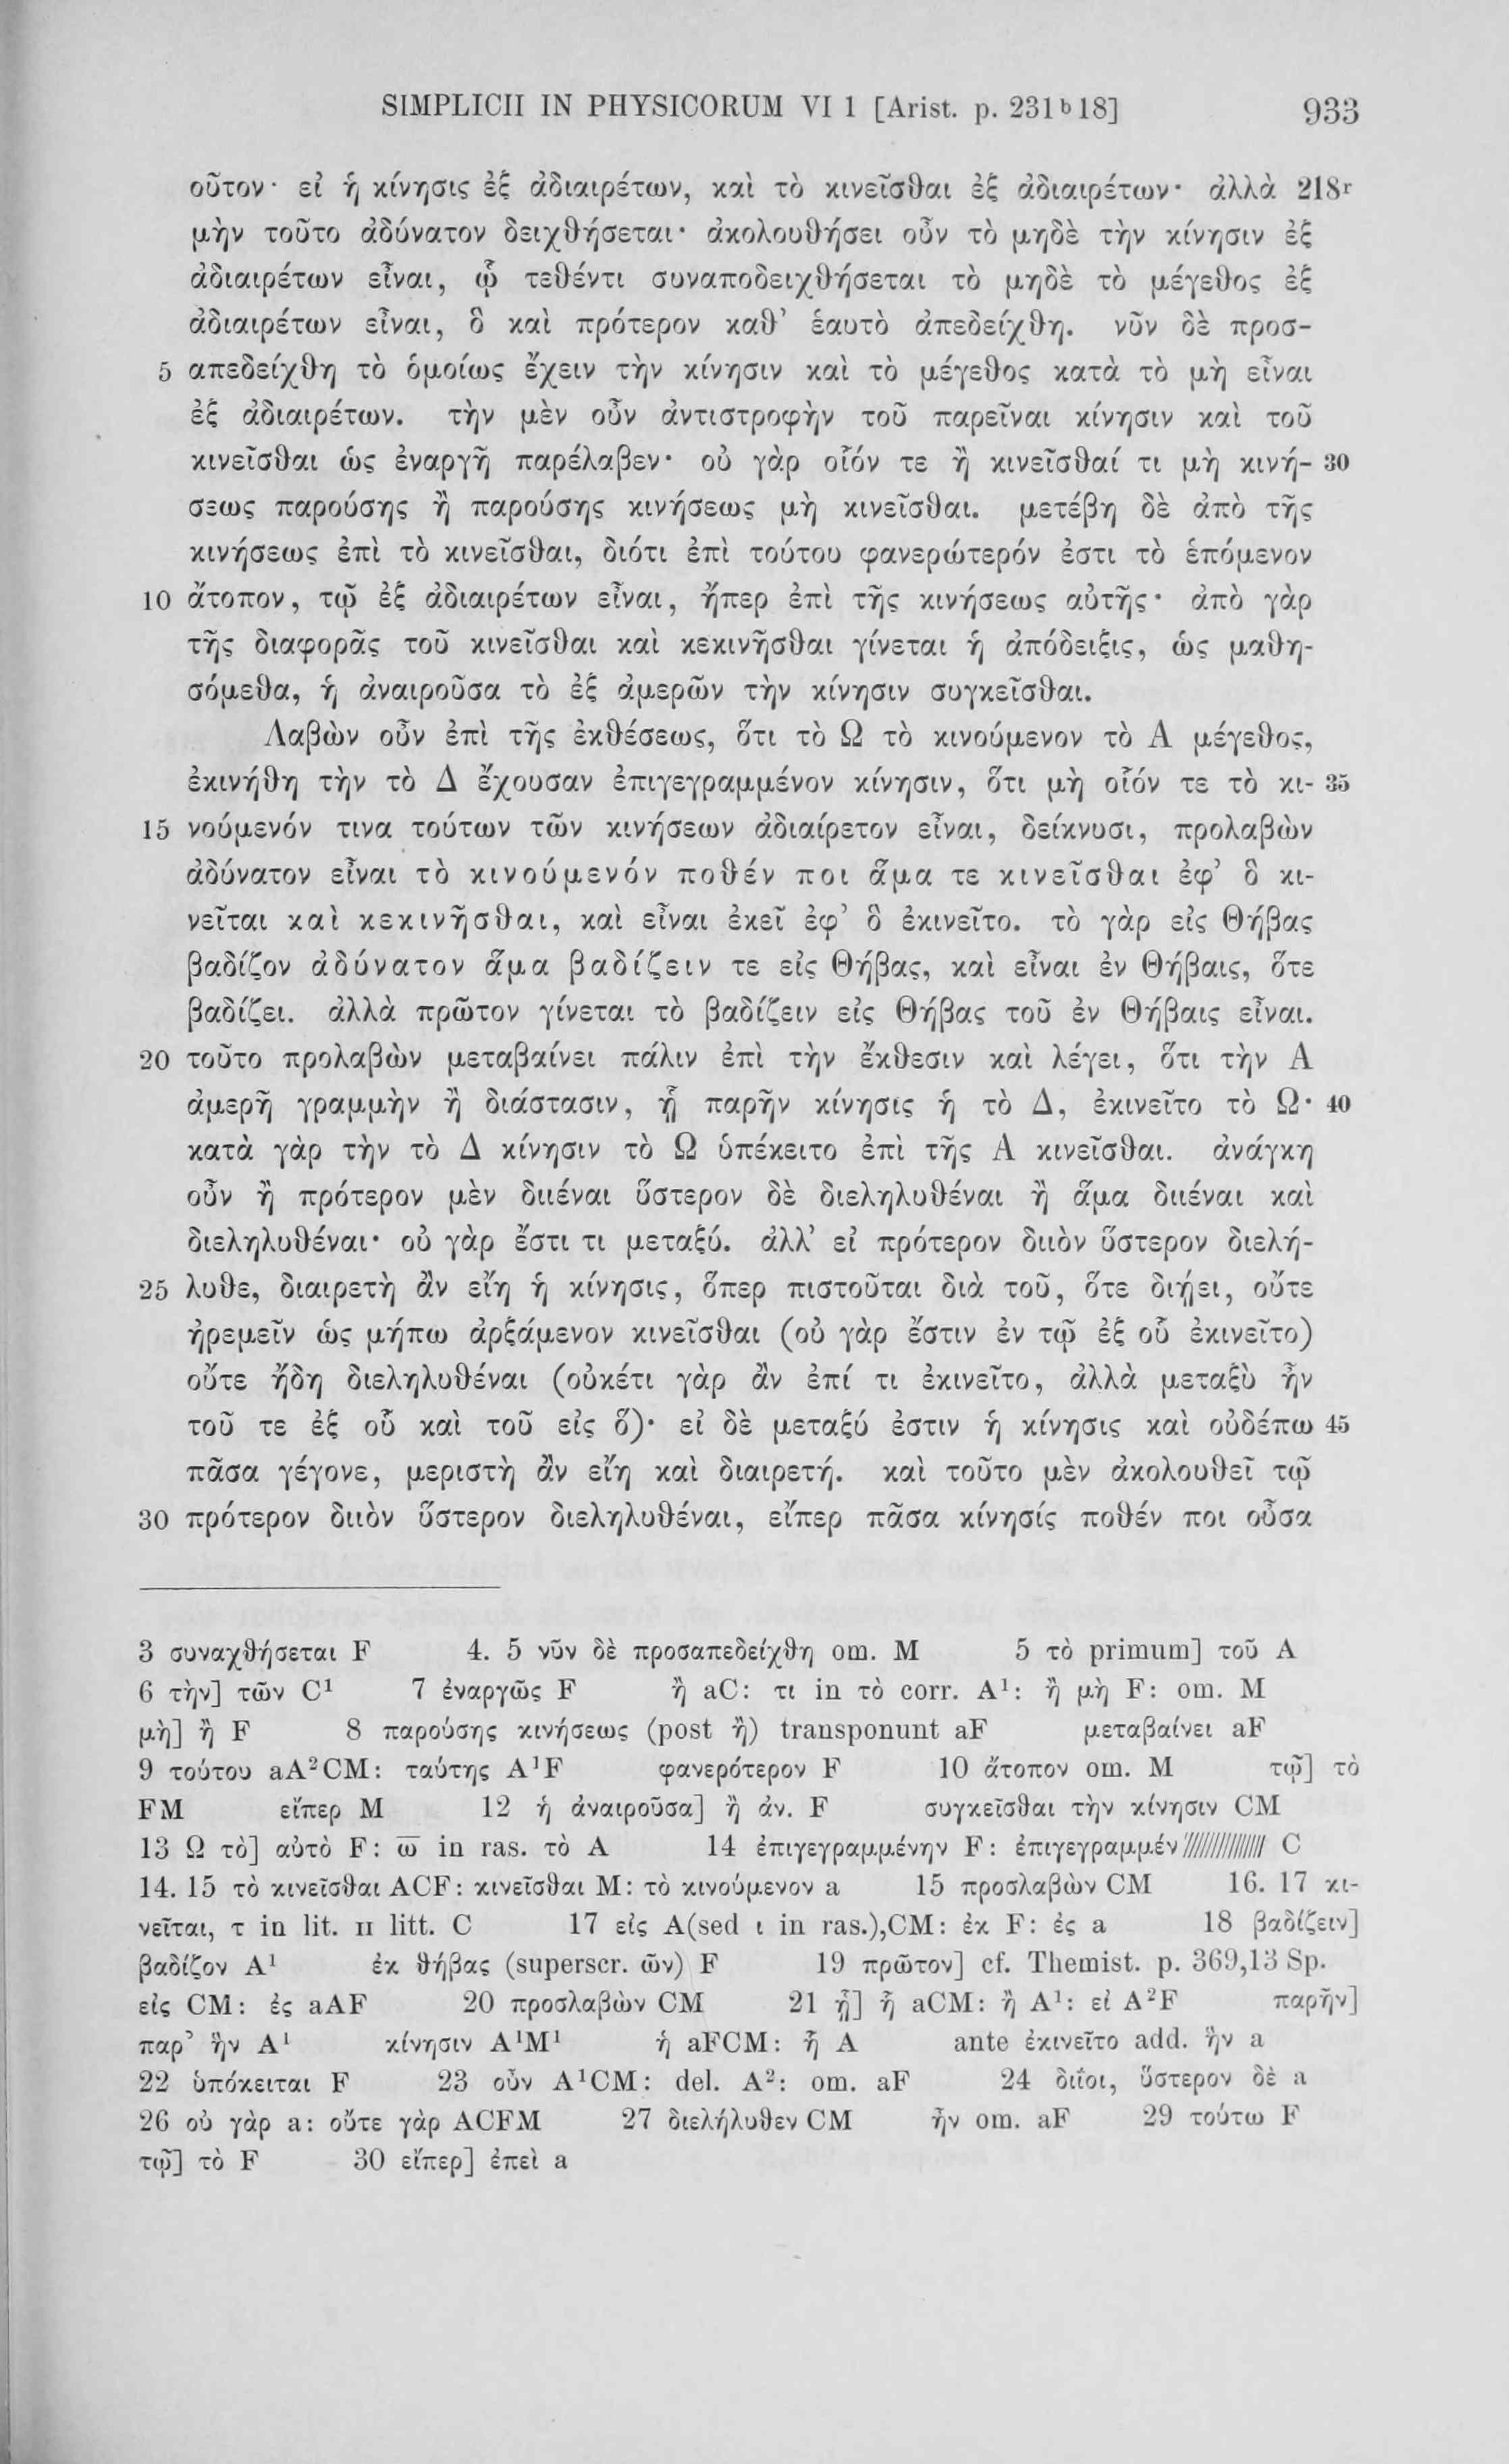 SIMPLICII IN PHYSICORUM VI 1 [Arist. p. 231ᵇ18] 933
οῦτον· εἰ ἡ κίνησις ἐξ ἀδιαιρέτων, καὶ τὸ κινεῖσθαι ἐξ ἀδιαιρέτων· ἀλλὰ 218ʳ
μὴν τοῦτο ἀδύνατον δειχθήσεται· ἀκολουθήσει οὖν τὸ μηδὲ τὴν κίνησιν ἐξ
ἀδιαιρέτων εἶναι, ᾧ τεθέντι συναποδειχθήσεται τὸ μηδὲ τὸ μέγεθος ἐξ
ἀδιαιρέτων εἶναι, ὃ καὶ πρότερον καθ’ ἑαυτὸ ἀπεδείχθη. νῦν δὲ προσ-
5 απεδείχθη τὸ ὁμοίως ἔχειν τὴν κίνησιν καὶ τὸ μέγεθος κατὰ τὸ μὴ εἶναι
ἐξ ἀδιαιρέτων. τὴν μὲν οὖν ἀντιστροφὴν τοῦ παρεῖναι κίνησιν καὶ τοῦ
κινεῖσθαι ὡς ἐναργῆ παρέλαβεν· οὐ γὰρ οἷόν τε ἢ κινεῖσθαί τι μὴ κινή- 30
σεως παρούσης ἢ παρούσης κινήσεως μὴ κινεῖσθαι. μετέβη δὲ ἀπὸ τῆς
κινήσεως ἐπὶ τὸ κινεῖσθαι, διότι ἐπὶ τούτου φανερώτερόν ἐστι τὸ ἑπόμενον
10 ἄτοπον, τῷ ἐξ ἀδιαιρέτων εἶναι, ἤπερ ἐπὶ τῆς κινήσεως αὐτῆς· ἀπὸ γὰρ
τῆς διαφορᾶς τοῦ κινεῖσθαι καὶ κεκινῆσθαι γίνεται ἡ ἀπόδειξις, ὡς μαθη-
σόμεθα, ἡ ἀναιροῦσα τὸ ἐξ ἀμερῶν τὴν κίνησιν συγκεῖσθαι.
Λαβὼν οὖν ἐπὶ τῆς ἐκθέσεως, ὅτι τὸ Ω τὸ κινούμενον τὸ Α μέγεθος,
ἐκινήθη τὴν τὸ Δ ἔχουσαν ἐπιγεγραμμένον κίνησιν, ὅτι μὴ οἷόν τε τὸ κι- 35
15 νούμενόν τινα τούτων τῶν κινήσεων ἀδιαίρετον εἶναι, δείκνυσι, προλαβὼν
ἀδύνατον εἶναι τὸ κινούμενόν ποθέν ποι ἅμα τε κινεῖσθαι ἐφ’ ὃ κι-
νεῖται καὶ κεκινῆσθαι, καὶ εἶναι ἐκεῖ ἐφ’ ὃ ἐκινεῖτο. τὸ γὰρ εἰς Θήβας
βαδίζον ἀδύνατον ἅμα βαδίζειν τε εἰς Θήβας, καὶ εἶναι ἐν Θήβαις, ὅτε
βαδίζει. ἀλλὰ πρῶτον γίνεται τὸ βαδίζειν εἰς Θήβας τοῦ ἐν Θήβαις εἶναι.
20 τοῦτο προλαβὼν μεταβαίνει πάλιν ἐπὶ τὴν ἔκθεσιν καὶ λέγει, ὅτι τὴν Α
ἀμερῆ γραμμὴν ἢ διάστασιν, ᾗ παρῆν κίνησις ἡ τὸ Δ, ἐκινεῖτο τὸ Ω· 40
κατὰ γὰρ τὴν τὸ Δ κίνησιν τὸ Ω ὑπέκειτο ἐπὶ τῆς Α κινεῖσθαι. ἀνάγκη
οὖν ἢ πρότερον μὲν διιέναι ὕστερον δὲ διεληλυθέναι ἢ ἅμα διιέναι καὶ
διεληλυθέναι· οὐ γὰρ ἔστι τι μεταξύ. ἀλλ’ εἰ πρότερον διιὸν ὕστερον διελή-
25 λυθε, διαιρετὴ ἂν εἴη ἡ κίνησις, ὅπερ πιστοῦται διὰ τοῦ, ὅτε διῄει, οὔτε
ἠρεμεῖν ὡς μήπω ἀρξάμενον κινεῖσθαι (οὐ γὰρ ἔστιν ἐν τῷ ἐξ οὗ ἐκινεῖτο)
οὔτε ἤδη διεληλυθέναι (οὐκέτι γὰρ ἂν ἐπί τι ἐκινεῖτο, ἀλλὰ μεταξὺ ἦν
τοῦ τε ἐξ οὗ καὶ τοῦ εἰς ὅ)· εἰ δὲ μεταξύ ἐστιν ἡ κίνησις καὶ οὐδέπω 45
πᾶσα γέγονε, μεριστὴ ἂν εἴη καὶ διαιρετή. καὶ τοῦτο μὲν ἀκολουθεῖ τῷ
30 πρότερον διιὸν ὕστερον διεληλυθέναι, εἴπερ πᾶσα κίνησίς ποθέν ποι οὖσα
3 συναχθήσεται F 4. 5 νῦν δὲ προσαπεδείχθη om. M 5 τὸ primum] τοῦ A
6 τὴν] τῶν C¹ 7 ἐναργῶς F ἢ aC: τι in τὸ corr. A¹: ἢ μὴ F: om. M
μὴ] ἢ F 8 παρούσης κινήσεως (post ἢ) transponunt aF μεταβαίνει aF
9 τούτου aA²CM: ταύτης A¹F φανερότερον F 10 ἄτοπον om. M τῷ] τὸ
FM εἴπερ M 12 ἡ ἀναιροῦσα] ἢ ἀν. F συγκεῖσθαι τὴν κίνησιν CM
13 Ω τὸ] αὐτὸ F: ω̅ in ras. τὸ A 14 ἐπιγεγραμμένην F: ἐπιγεγραμμέν////////////// C
14. 15 τὸ κινεῖσθαι ACF: κινεῖσθαι M: τὸ κινούμενον a 15 προσλαβὼν CM 16. 17 κι-
νεῖται, τ in lit. II litt. C 17 εἰς A(sed ι in ras.),CM: ἐκ F: ἐς a 18 βαδίζειν]
βαδίζον A¹ ἐκ θήβας (superscr. ῶν) F 19 πρῶτον] cf. Themist. p. 369,13 Sp.
εἰς CM: ἐς aAF 20 προσλαβὼν CM 21 ᾗ] ἦ aCM: ἢ A¹: εἰ A²F παρῆν]
παρ’ ἣν A¹ κίνησιν A¹M¹ ἡ aFCM: ἦ A ante ἐκινεῖτο add. ἣν a
22 ὑπόκειται F 23 οὖν A¹CM: del. A²: om. aF 24 διΐοι, ὕστερον δὲ a
26 οὐ γὰρ a: οὔτε γὰρ ACFM 27 διελήλυθεν CM ἦν om. aF 29 τούτω F
τῷ] τὸ F 30 εἴπερ] ἐπεὶ a